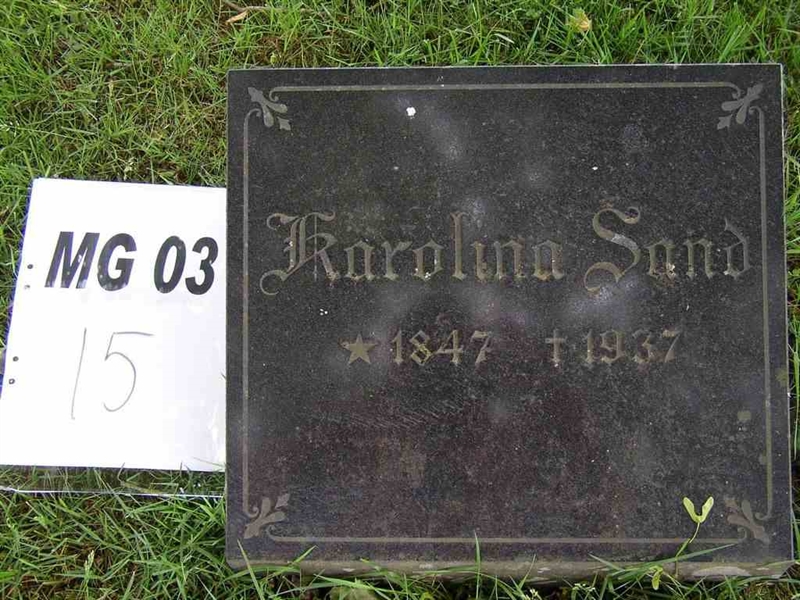 MG 03
15
Karolina Sand
★ 1847 † 1937